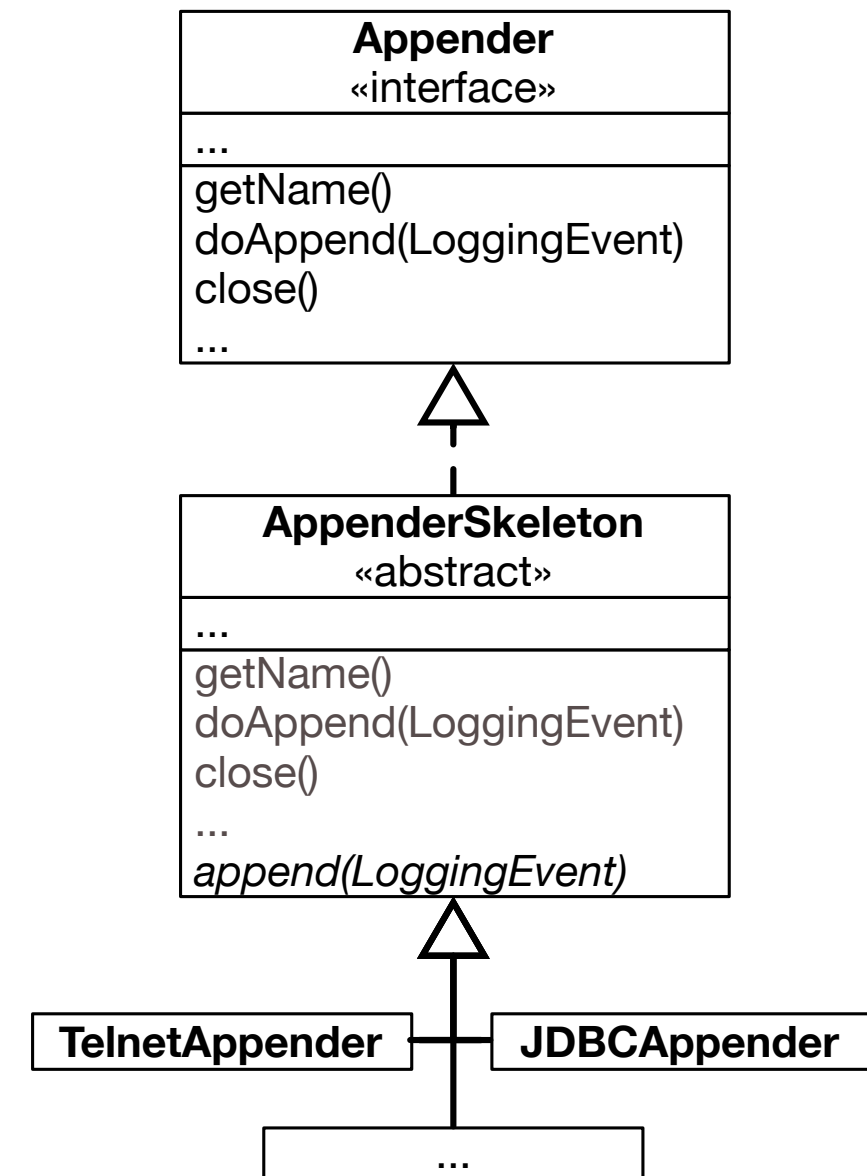 Appender
«interface»
...
getName()
doAppend(LoggingEvent)
close()
...
AppenderSkeleton
«abstract»
...
getName()
doAppend(LoggingEvent)
close()
...
append(LoggingEvent)
TelnetAppender
JDBCAppender
...